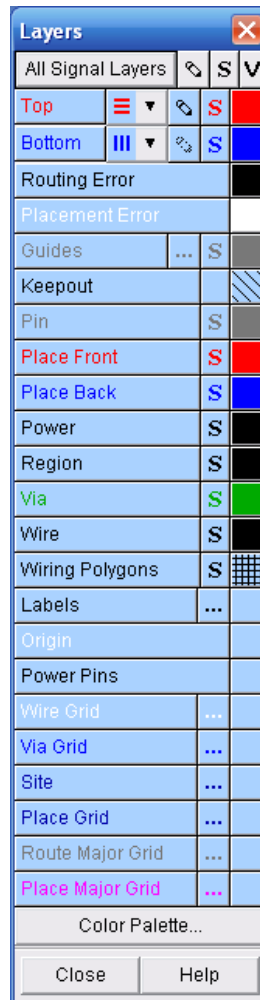 Layers
All Signal Layers S V
Top S
Bottom S
Routing Error
Placement Error
Guides ... S
Keepout
Pin S
Place Front S
Place Back S
Power S
Region S
Via S
Wire S
Wiring Polygons S
Labels ...
Origin
Power Pins
Wire Grid ...
Via Grid ...
Site ...
Place Grid ...
Route Major Grid ...
Place Major Grid ...
Color Palette...
Close Help